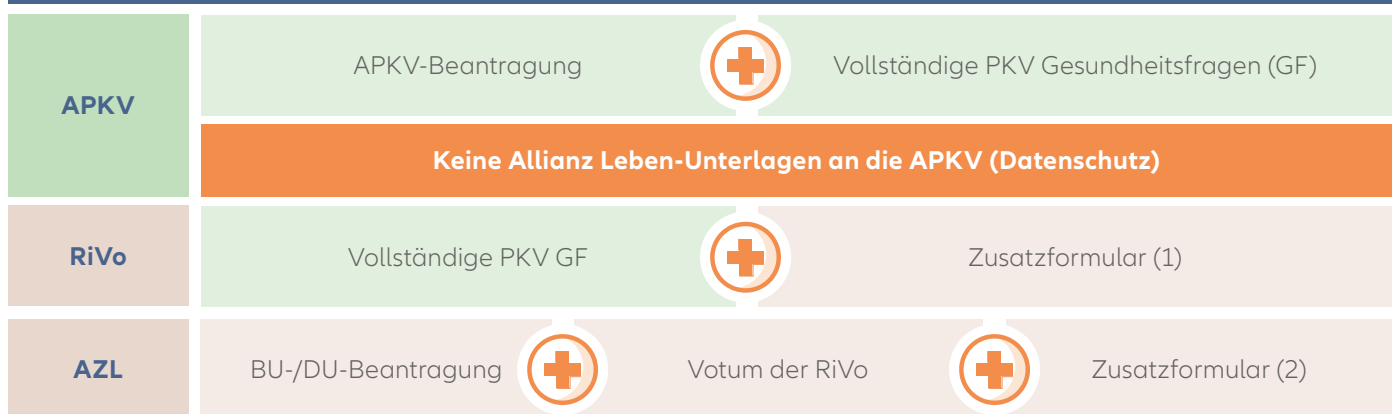 APKV
APKV-Beantragung
Vollständige PKV Gesundheitsfragen (GF)
Keine Allianz Leben-Unterlagen an die APKV (Datenschutz)
RiVo
Vollständige PKV GF
Zusatzformular (1)
AZL
BU-/DU-Beantragung
Votum der RiVo
Zusatzformular (2)